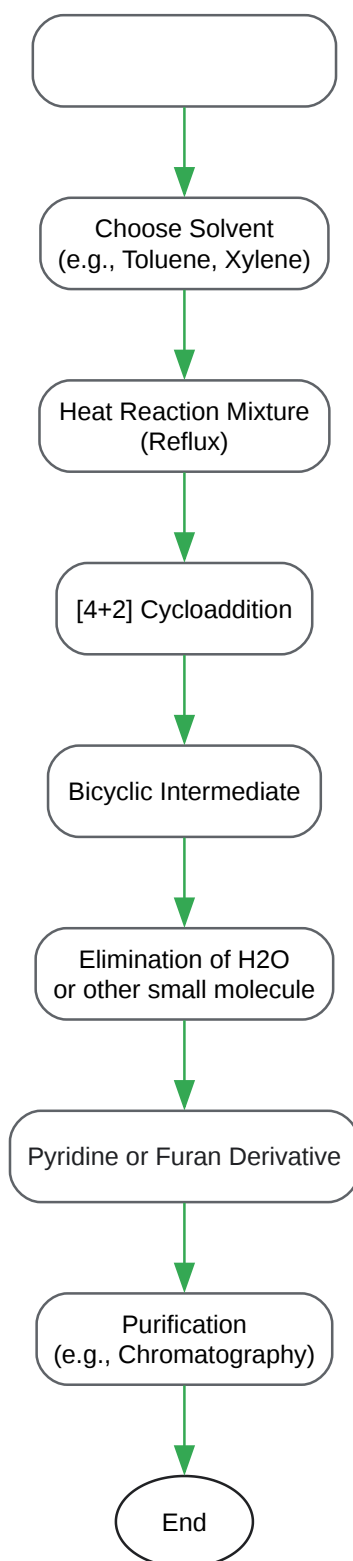 Choose Solvent
(e.g., Toluene, Xylene)
Heat Reaction Mixture
(Reflux)
[4+2] Cycloaddition
Bicyclic Intermediate
Elimination of H2O
or other small molecule
Pyridine or Furan Derivative
Purification
(e.g., Chromatography)
End